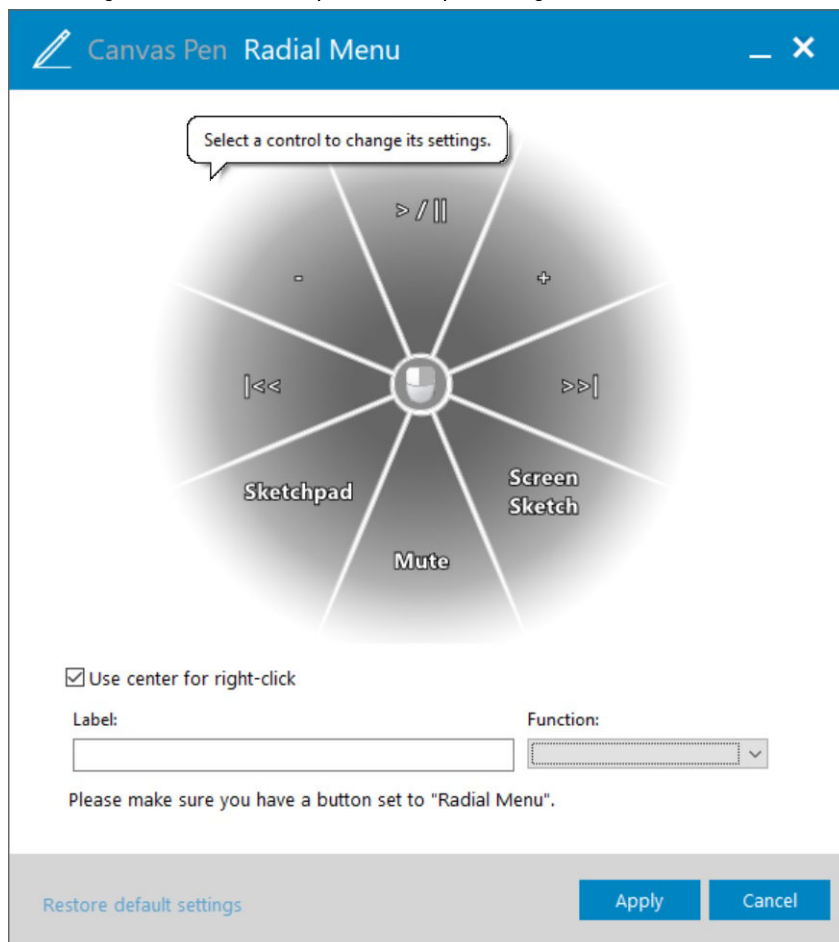 Canvas Pen Radial Menu
Select a control to change its settings.
> / ||
-
+
|<<
>>|
Sketchpad
Screen
Sketch
Mute
Use center for right-click
Label:
Function:
Please make sure you have a button set to "Radial Menu".
Restore default settings
Apply
Cancel